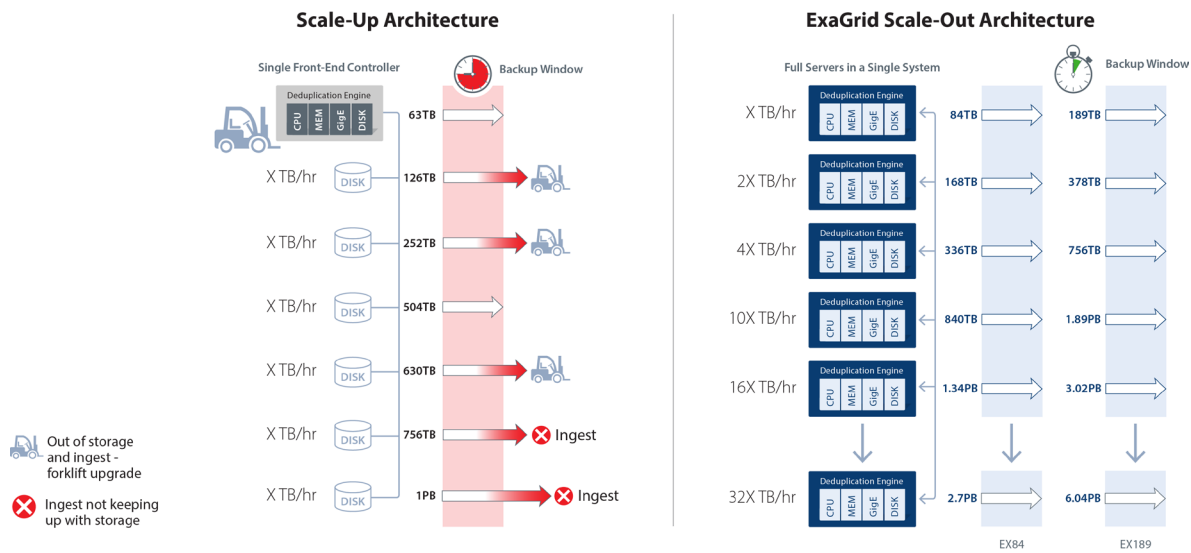 Scale-Up Architecture
Single Front-End Controller
Backup Window
Deduplication Engine
CPU
MEM
GigE
DISK
63TB
X TB/hr
DISK
126TB
X TB/hr
DISK
252TB
X TB/hr
DISK
504TB
X TB/hr
DISK
630TB
X TB/hr
DISK
756TB
Ingest
X TB/hr
DISK
1PB
Ingest
Out of storage
and ingest -
forklift upgrade
Ingest not keeping
up with storage
ExaGrid Scale-Out Architecture
Full Servers in a Single System
Backup Window
X TB/hr
Deduplication Engine
CPU
MEM
GigE
DISK
84TB
189TB
2X TB/hr
Deduplication Engine
CPU
MEM
GigE
DISK
168TB
378TB
4X TB/hr
Deduplication Engine
CPU
MEM
GigE
DISK
336TB
756TB
10X TB/hr
Deduplication Engine
CPU
MEM
GigE
DISK
840TB
1.89PB
16X TB/hr
Deduplication Engine
CPU
MEM
GigE
DISK
1.34PB
3.02PB
32X TB/hr
Deduplication Engine
CPU
MEM
GigE
DISK
2.7PB
6.04PB
EX84
EX189